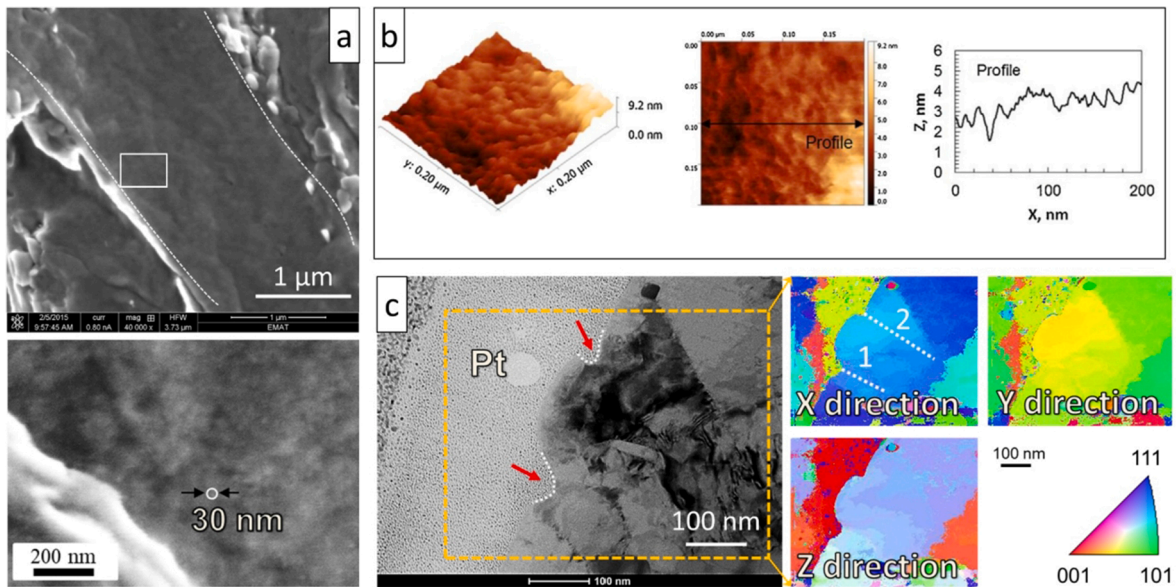 a
1 µm
2/5/2015 curr mag HFW
9:57:45 AM 0.80 nA 40 000 x 3.73 µm
1 µm
EMAT
30 nm
200 nm
b
9.2 nm
0.0 nm
y: 0.20 µm
x: 0.20 µm
0.00 µm 0.05 0.10 0.15
0.00
0.05
0.10
0.15
Profile
9.2 nm
8.0
7.0
6.0
5.0
4.0
3.0
2.0
1.0
0.0
Profile
Z, nm
6
5
4
3
2
1
0
0 100 200
X, nm
c
Pt
100 nm
100 nm
2
1
X direction
Y direction
Z direction
100 nm
111
001
101